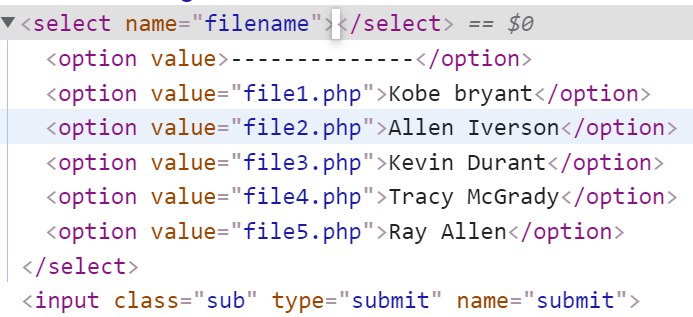 ▼<select name="filename"></select> == $0
<option value>--------------</option>
<option value="file1.php">Kobe bryant</option>
<option value="file2.php">Allen Iverson</option>
<option value="file3.php">Kevin Durant</option>
<option value="file4.php">Tracy McGrady</option>
<option value="file5.php">Ray Allen</option>
</select>
<input class="sub" type="submit" name="submit">